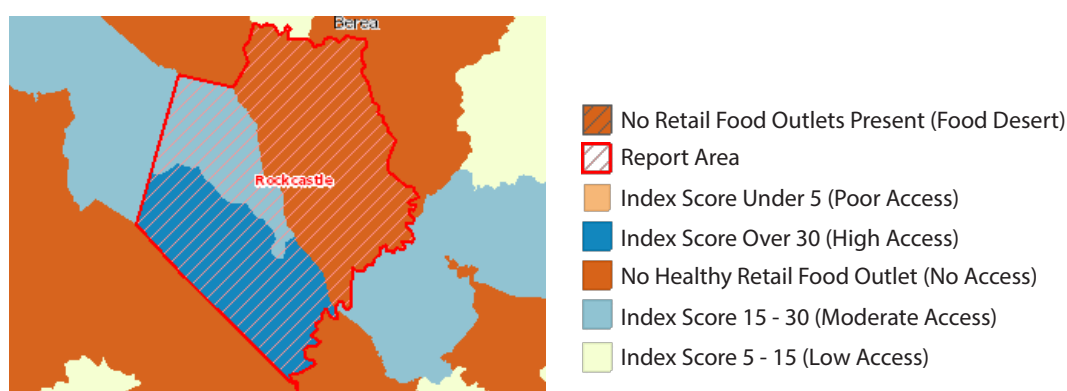 Berea
Rockcastle
No Retail Food Outlets Present (Food Desert)
Report Area
Index Score Under 5 (Poor Access)
Index Score Over 30 (High Access)
No Healthy Retail Food Outlet (No Access)
Index Score 15 - 30 (Moderate Access)
Index Score 5 - 15 (Low Access)